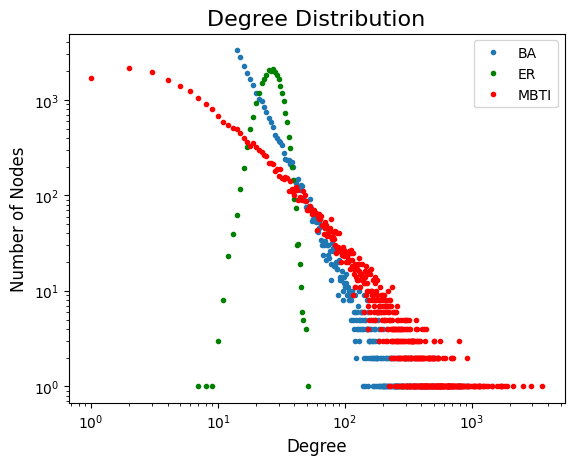 Degree Distribution
BA
ER
MBTI
Number of Nodes
10^3
10^2
10^1
10^0
10^0
10^1
10^2
10^3
Degree